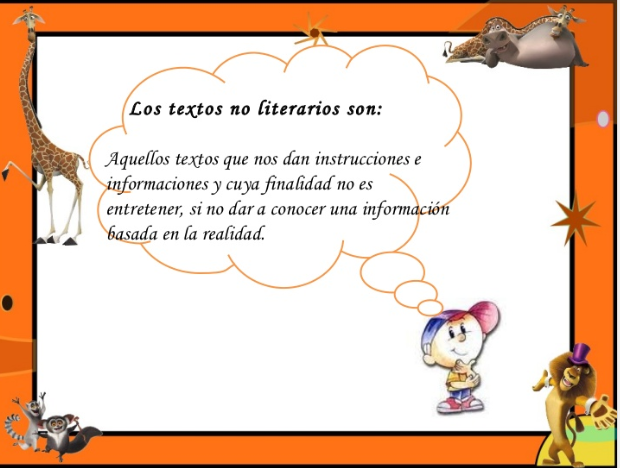 Los textos no literarios son:
Aquellos textos que nos dan instrucciones e
informaciones y cuya finalidad no es
entretener, si no dar a conocer una información
basada en la realidad.